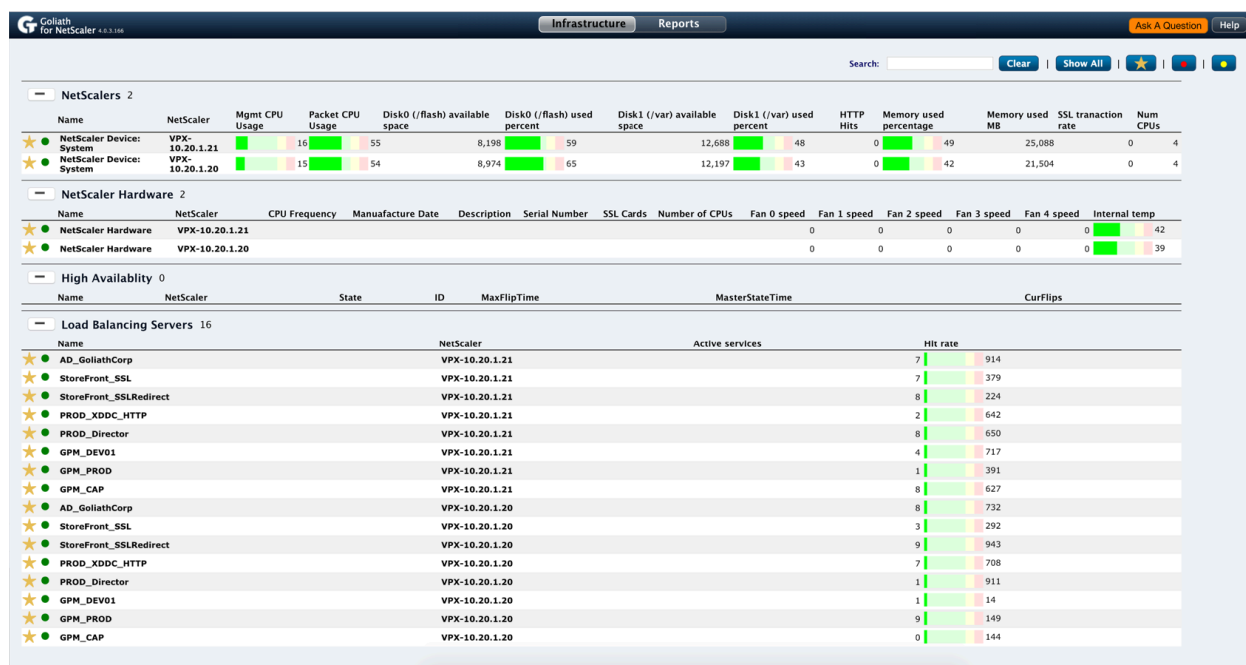 Goliath
for NetScaler 4.0.3.166
Infrastructure Reports
Ask A Question Help
Search: Clear | Show All | | |
NetScalers 2
Name NetScaler Mgmt CPU Usage Packet CPU Usage Disk0 (/flash) available space Disk0 (/flash) used percent Disk1 (/var) available space Disk1 (/var) used percent HTTP Hits Memory used percentage Memory used MB SSL tranaction rate Num CPUs
NetScaler Device: System VPX-10.20.1.21 16 55 8,198 59 12,688 48 0 49 25,088 0 4
NetScaler Device: System VPX-10.20.1.20 15 54 8,974 65 12,197 43 0 42 21,504 0 4
NetScaler Hardware 2
Name NetScaler CPU Frequency Manuafacture Date Description Serial Number SSL Cards Number of CPUs Fan 0 speed Fan 1 speed Fan 2 speed Fan 3 speed Fan 4 speed Internal temp
NetScaler Hardware VPX-10.20.1.21 0 0 0 0 0 42
NetScaler Hardware VPX-10.20.1.20 0 0 0 0 0 39
High Availablity 0
Name NetScaler State ID MaxFlipTime MasterStateTime CurFlips
Load Balancing Servers 16
Name NetScaler Active services HIt rate
AD_GoliathCorp VPX-10.20.1.21 7 914
StoreFront_SSL VPX-10.20.1.21 7 379
StoreFront_SSLRedirect VPX-10.20.1.21 8 224
PROD_XDDC_HTTP VPX-10.20.1.21 2 642
PROD_Director VPX-10.20.1.21 8 650
GPM_DEV01 VPX-10.20.1.21 4 717
GPM_PROD VPX-10.20.1.21 1 391
GPM_CAP VPX-10.20.1.21 8 627
AD_GoliathCorp VPX-10.20.1.20 8 732
StoreFront_SSL VPX-10.20.1.20 3 292
StoreFront_SSLRedirect VPX-10.20.1.20 9 943
PROD_XDDC_HTTP VPX-10.20.1.20 7 708
PROD_Director VPX-10.20.1.20 1 911
GPM_DEV01 VPX-10.20.1.20 1 14
GPM_PROD VPX-10.20.1.20 9 149
GPM_CAP VPX-10.20.1.20 0 144